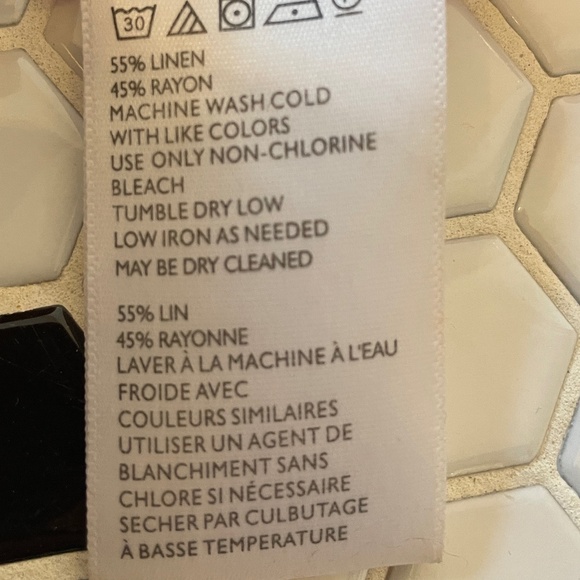 30
55% LINEN
45% RAYON
MACHINE WASH COLD
WITH LIKE COLORS
USE ONLY NON-CHLORINE
BLEACH
TUMBLE DRY LOW
LOW IRON AS NEEDED
MAY BE DRY CLEANED
55% LIN
45% RAYONNE
LAVER À LA MACHINE À L'EAU
FROIDE AVEC
COULEURS SIMILAIRES
UTILISER UN AGENT DE
BLANCHIMENT SANS
CHLORE SI NÉCESSAIRE
SECHER PAR CULBUTAGE
À BASSE TEMPERATURE